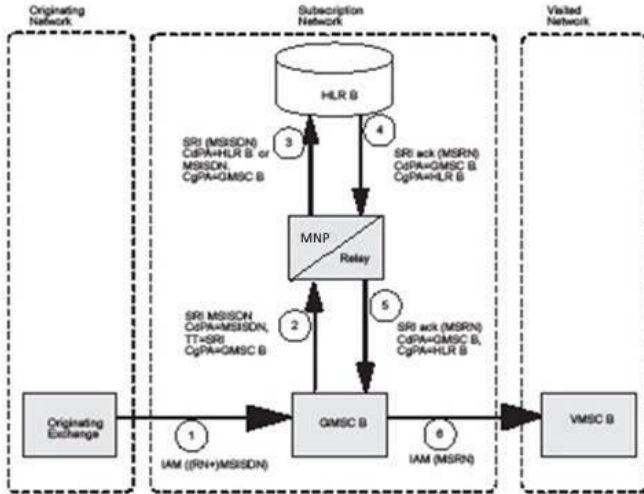 Originating
Network
Subscription
Network
Visited
Network
HLR B
SRI (MSISDN)
CdPA=HLR B or
MSISDN.
CgPA=GMSC B
3
4
SRI ack (MSRN)
CdPA=GMSC B.
CgPA=HLR B
MNP
Relay
SRI MSISDN
CdPA=MSISDN,
TT=SRI
CgPA=GMSC B
2
5
SRI ack (MSRN)
CdPA=GMSC B,
CgPA=HLR B
Originating
Exchange
1
IAM ((RN+)MSISDN)
GMSC B
6
IAM (MSRN)
VMSC B